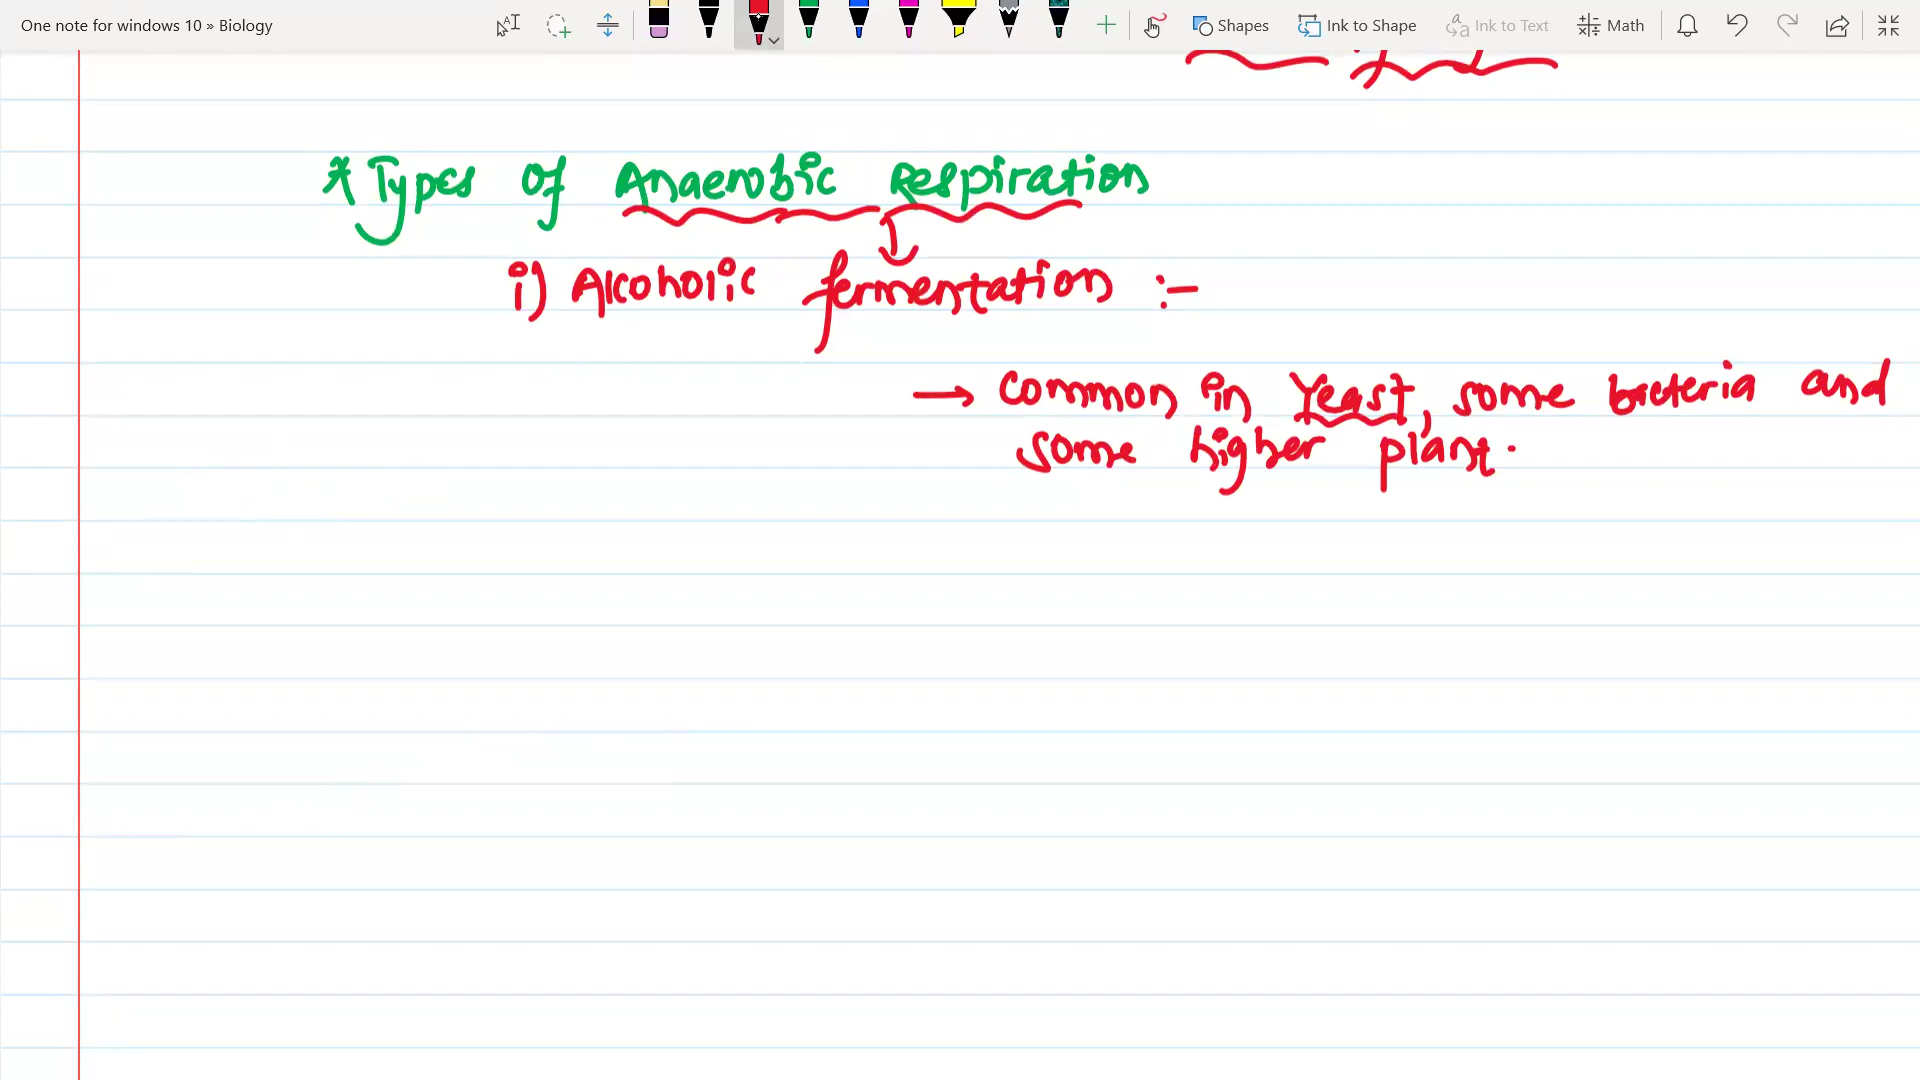 One note for windows 10 » Biology
Shapes
Ink to Shape
Ink to Text
Math
* Types of Anaerobic Respiration
i) Alcoholic fermentation :-
→ Common in Yeast, some bacteria and
some higher plant.